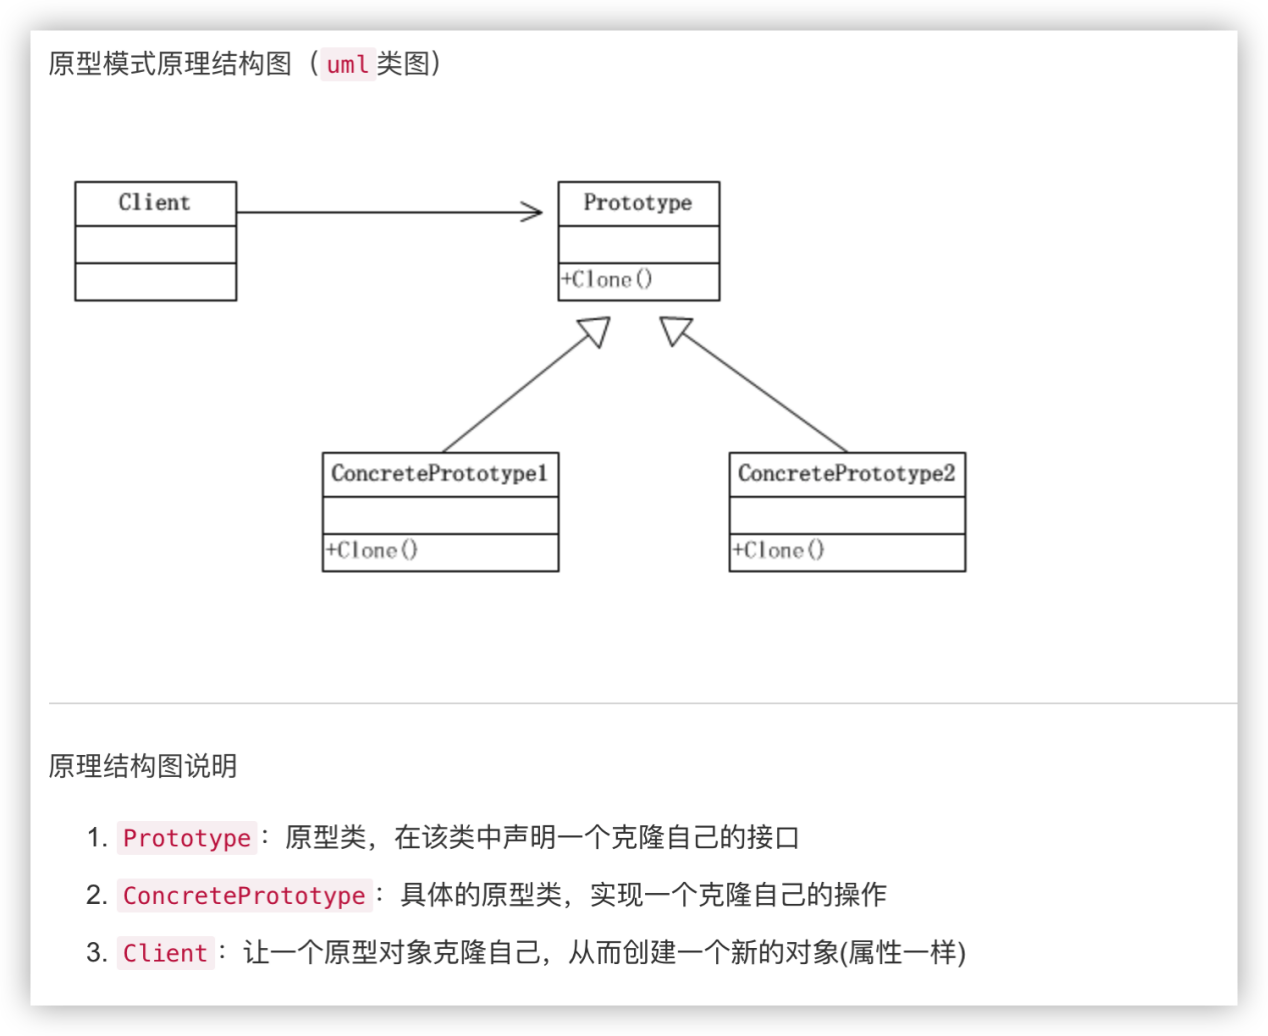 原型模式原理结构图（uml类图）
Client
Prototype
+Clone()
ConcretePrototype1
ConcretePrototype2
+Clone()
+Clone()
原理结构图说明
1. Prototype：原型类，在该类中声明一个克隆自己的接口
2. ConcretePrototype：具体的原型类，实现一个克隆自己的操作
3. Client：让一个原型对象克隆自己，从而创建一个新的对象(属性一样)